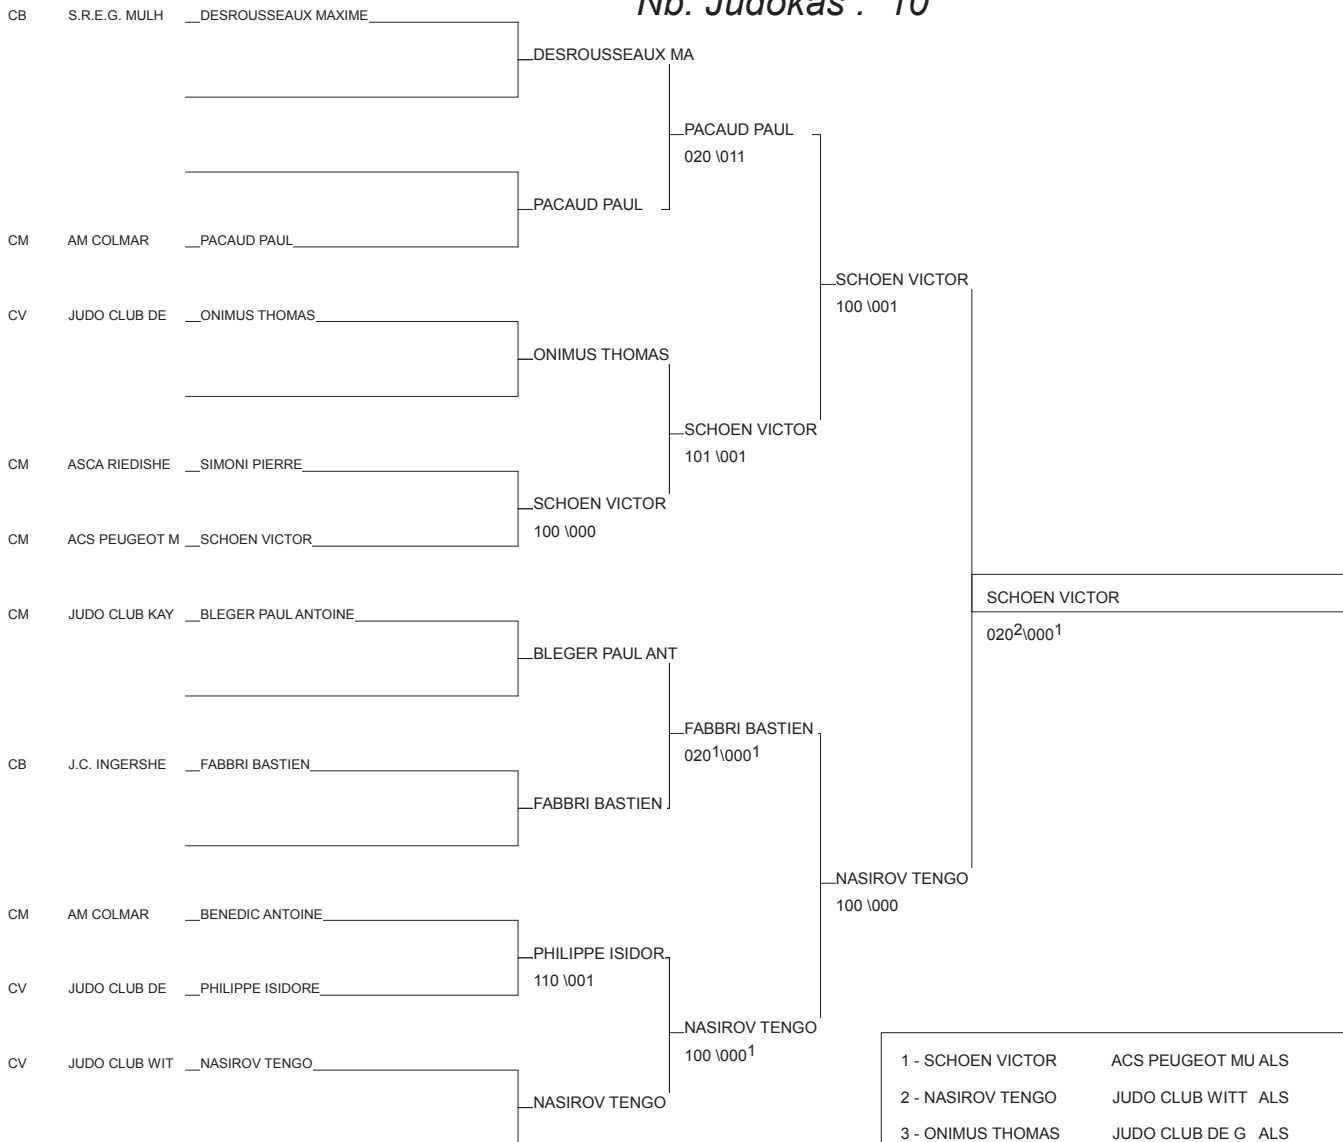 Nb. Judokas : 10
CB S.R.E.G. MULH DESROUSSEAUX MAXIME
DESROUSSEAUX MA
PACAUD PAUL
020 \011
PACAUD PAUL
CM AM COLMAR PACAUD PAUL
SCHOEN VICTOR
100 \001
CV JUDO CLUB DE ONIMUS THOMAS
ONIMUS THOMAS
SCHOEN VICTOR
101 \001
CM ASCA RIEDISHE SIMONI PIERRE
SCHOEN VICTOR
100 \000
CM ACS PEUGEOT M SCHOEN VICTOR
SCHOEN VICTOR
020²\000¹
CM JUDO CLUB KAY BLEGER PAUL ANTOINE
BLEGER PAUL ANT
FABBRI BASTIEN
020¹\000¹
CB J.C. INGERSHE FABBRI BASTIEN
FABBRI BASTIEN
NASIROV TENGO
100 \000
CM AM COLMAR BENEDIC ANTOINE
PHILIPPE ISIDOR
110 \001
CV JUDO CLUB DE PHILIPPE ISIDORE
NASIROV TENGO
100 \000¹
CV JUDO CLUB WIT NASIROV TENGO
NASIROV TENGO
1 - SCHOEN VICTOR ACS PEUGEOT MU ALS
2 - NASIROV TENGO JUDO CLUB WITT ALS
3 - ONIMUS THOMAS JUDO CLUB DE G ALS